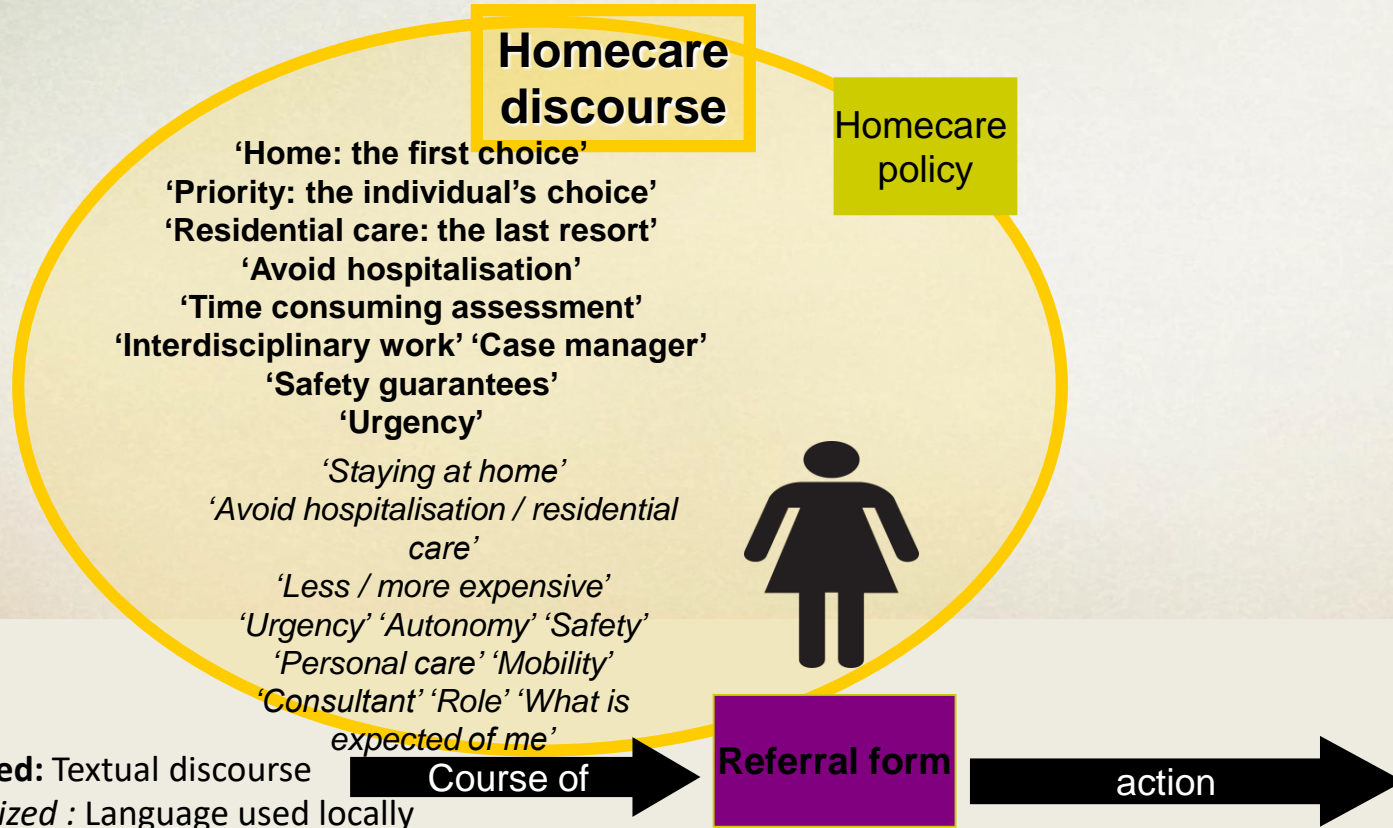 Homecare
discourse
Homecare
policy
‘Home: the first choice’
‘Priority: the individual’s choice’
‘Residential care: the last resort’
‘Avoid hospitalisation’
‘Time consuming assessment’
‘Interdisciplinary work’ ‘Case manager’
‘Safety guarantees’
‘Urgency’
‘Staying at home’
‘Avoid hospitalisation / residential
care’
‘Less / more expensive’
‘Urgency’ ‘Autonomy’ ‘Safety’
‘Personal care’ ‘Mobility’
‘Consultant’ ‘Role’ ‘What is
expected of me’
ed: Textual discourse
ized : Language used locally
Course of
Referral form
action